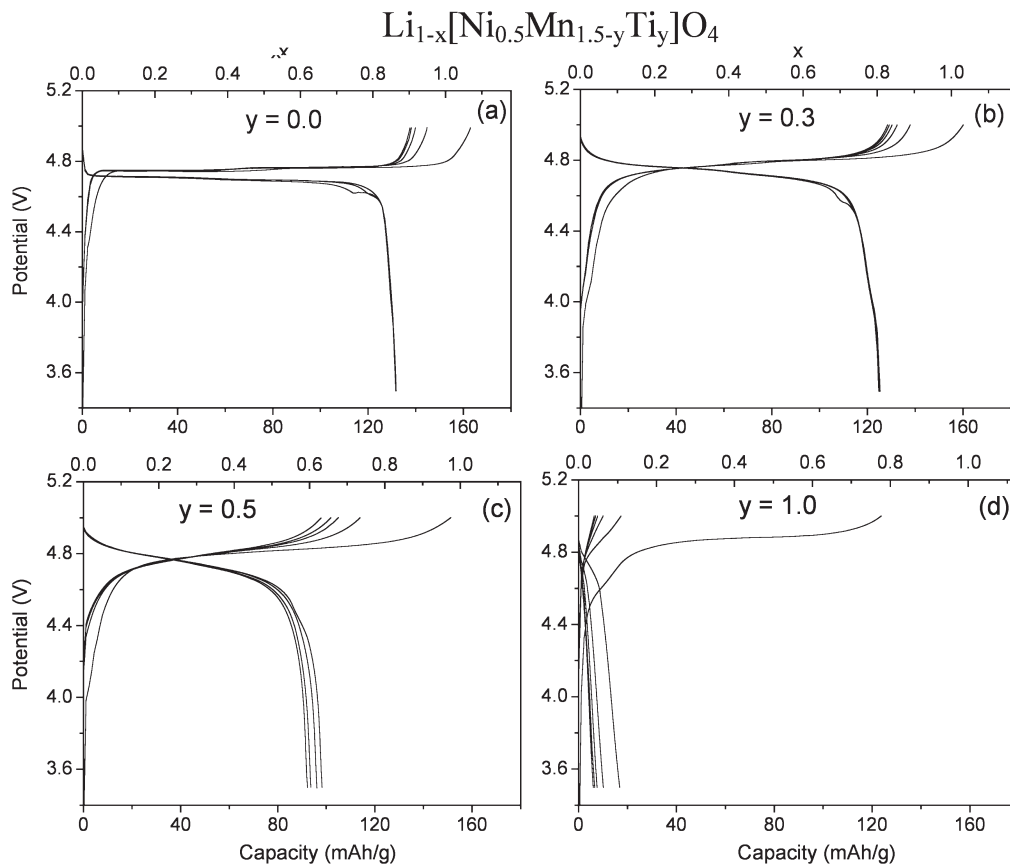 Li1-x[Ni0.5Mn1.5-yTiy]O4
x
0.0 0.2 0.4 0.6 0.8 1.0
5.2
4.8
4.4
4.0
3.6
Potential (V)
y = 0.0
(a)
0 40 80 120 160
x
0.0 0.2 0.4 0.6 0.8 1.0
5.2
4.8
4.4
4.0
3.6
y = 0.3
(b)
0 40 80 120 160
0.0 0.2 0.4 0.6 0.8 1.0
5.2
4.8
4.4
4.0
3.6
Potential (V)
y = 0.5
(c)
0 40 80 120 160
Capacity (mAh/g)
0.0 0.2 0.4 0.6 0.8 1.0
5.2
4.8
4.4
4.0
3.6
y = 1.0
(d)
0 40 80 120 160
Capacity (mAh/g)